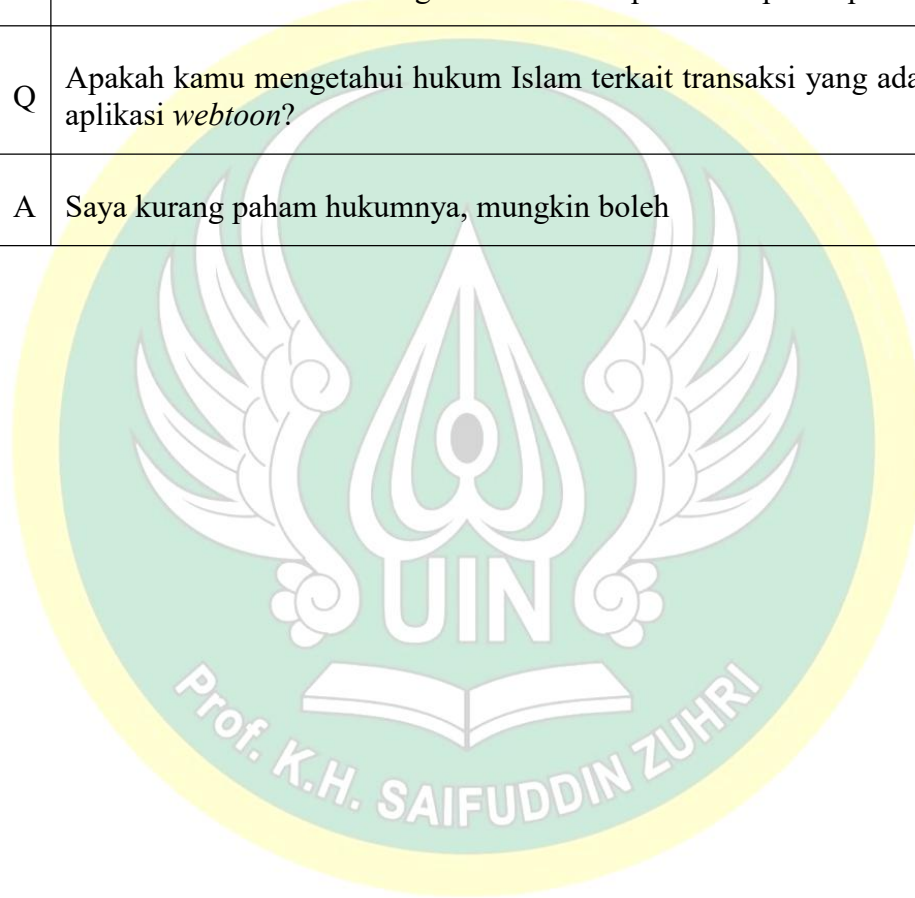 Q
Apakah kamu mengetahui hukum Islam terkait transaksi yang ada
aplikasi webtoon?
A
Saya kurang paham hukumnya, mungkin boleh
UIN
Prof. K.H. SAIFUDDIN ZUHRI